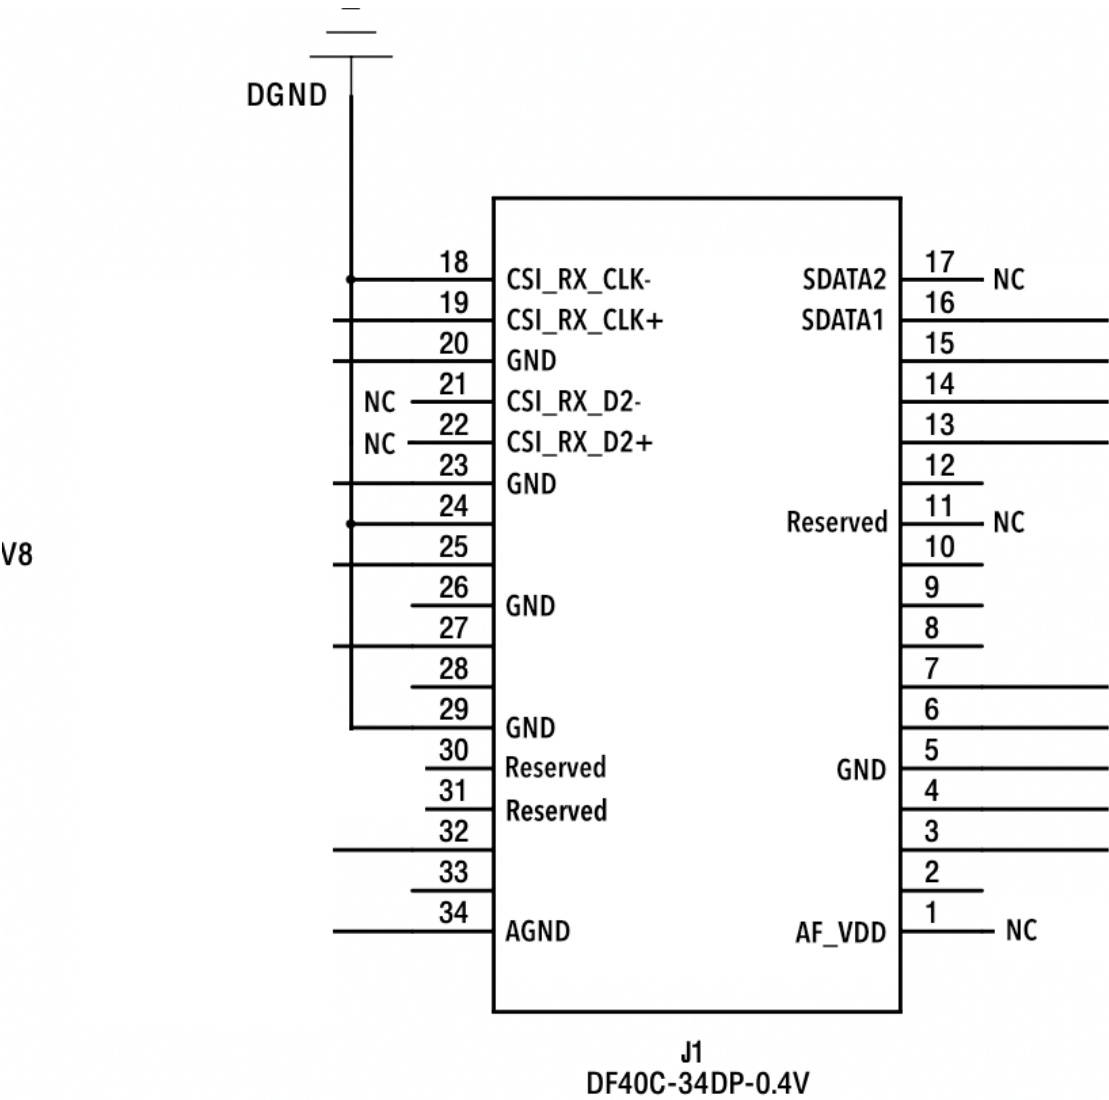 DGND
18 CSI_RX_CLK- SDATA2 17 NC
19 CSI_RX_CLK+ SDATA1 16
20 GND 15
NC 21 CSI_RX_D2- 14
NC 22 CSI_RX_D2+ 13
23 GND 12
24 Reserved 11 NC
V8 25 10
26 GND 9
27 8
28 7
29 GND 6
30 Reserved GND 5
31 Reserved 4
32 3
33 2
34 AGND AF_VDD 1 NC
J1
DF40C-34DP-0.4V